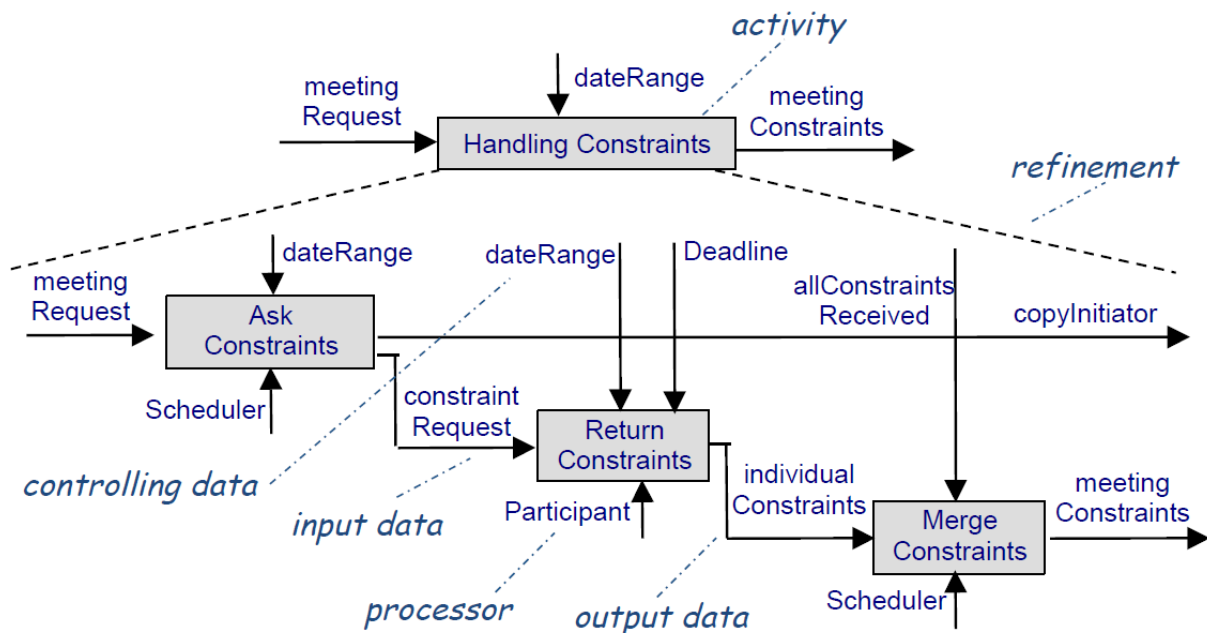 activity
dateRange
meeting
Request
meeting
Constraints
Handling Constraints
refinement
dateRange
dateRange
Deadline
meeting
Request
allConstraints
Received
copyInitiator
Ask
Constraints
Scheduler
constraint
Request
Return
Constraints
controlling data
input data
individual
Constraints
meeting
Constraints
Participant
Merge
Constraints
processor
output data
Scheduler